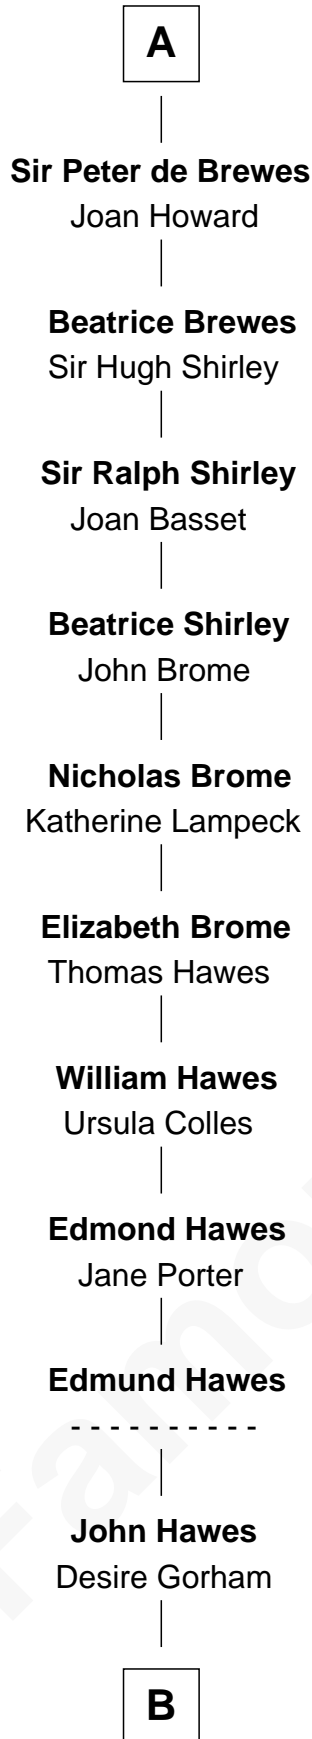 A
Sir Peter de Brewes
Joan Howard
Beatrice Brewes
Sir Hugh Shirley
Sir Ralph Shirley
Joan Basset
Beatrice Shirley
John Brome
Nicholas Brome
Katherine Lampeck
Elizabeth Brome
Thomas Hawes
William Hawes
Ursula Colles
Edmond Hawes
Jane Porter
Edmund Hawes
- - - - - - - - - -
John Hawes
Desire Gorham
B